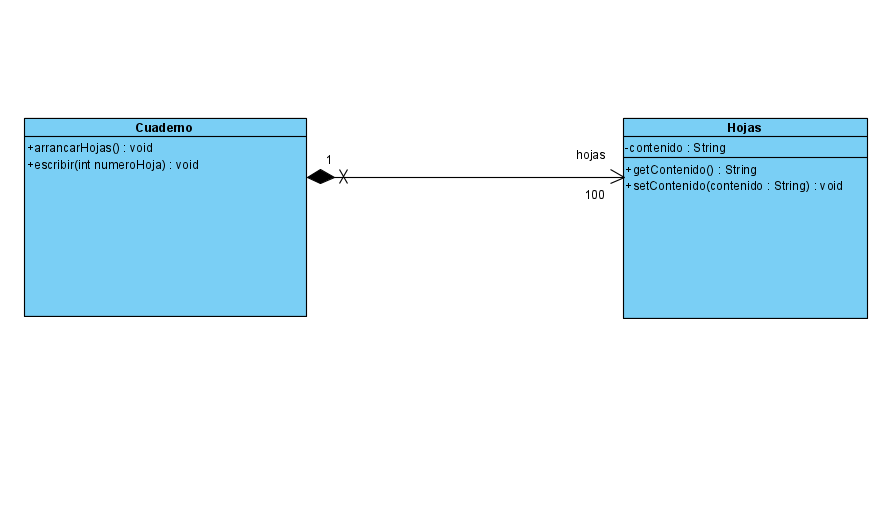 Cuaderno
+arrancarHojas() : void
+escribir(int numeroHoja) : void
1
hojas
100
Hojas
-contenido : String
+getContenido() : String
+setContenido(contenido : String) : void